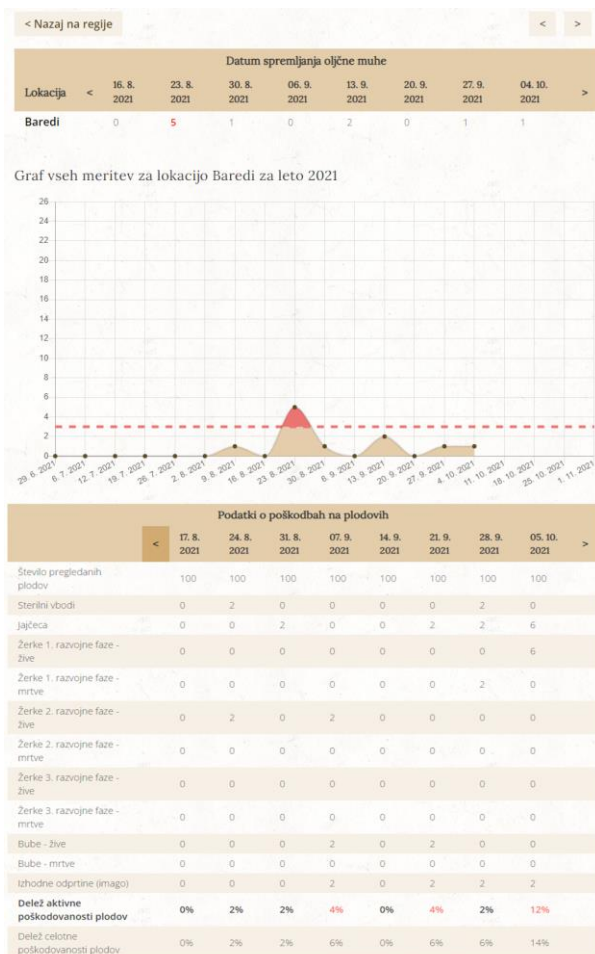 < Nazaj na regije
< >
Datum spremljanja oljčne muhe
Lokacija < 16. 8. 2021 23. 8. 2021 30. 8. 2021 06. 9. 2021 13. 9. 2021 20. 9. 2021 27. 9. 2021 04. 10. 2021 >
Baredi 0 5 1 0 2 0 1 1
Graf vseh meritev za lokacijo Baredi za leto 2021
26
24
22
20
18
16
14
12
10
8
6
4
2
0
29. 6. 2021 6. 7. 2021 12. 7. 2021 19. 7. 2021 26. 7. 2021 2. 8. 2021 9. 8. 2021 16. 8. 2021 23. 8. 2021 30. 8. 2021 6. 9. 2021 13. 9. 2021 20. 9. 2021 27. 9. 2021 4. 10. 2021 11. 10. 2021 18. 10. 2021 25. 10. 2021 1. 11. 2021
Podatki o poškodbah na plodovih
< 17. 8. 2021 24. 8. 2021 31. 8. 2021 07. 9. 2021 14. 9. 2021 21. 9. 2021 28. 9. 2021 05. 10. 2021 >
Število pregledanih plodov 100 100 100 100 100 100 100 100
Sterilni vbodi 0 2 0 0 0 0 2 0
Jajčeca 0 0 2 0 0 2 2 6
Žerke 1. razvojne faze - žive 0 0 0 0 0 0 0 6
Žerke 1. razvojne faze - mrtve 0 0 0 0 0 0 2 0
Žerke 2. razvojne faze - žive 0 2 0 2 0 0 0 0
Žerke 2. razvojne faze - mrtve 0 0 0 0 0 0 0 0
Žerke 3. razvojne faze - žive 0 0 0 0 0 0 0 0
Žerke 3. razvojne faze - mrtve 0 0 0 0 0 0 0 0
Bube - žive 0 0 0 2 0 2 0 0
Bube - mrtve 0 0 0 0 0 0 0 0
Izhodne odprtine (imago) 0 0 0 2 0 2 2 2
Delež aktivne poškodovanosti plodov 0% 2% 2% 4% 0% 4% 2% 12%
Delež celotne poškodovanosti plodov 0% 2% 2% 6% 0% 6% 6% 14%